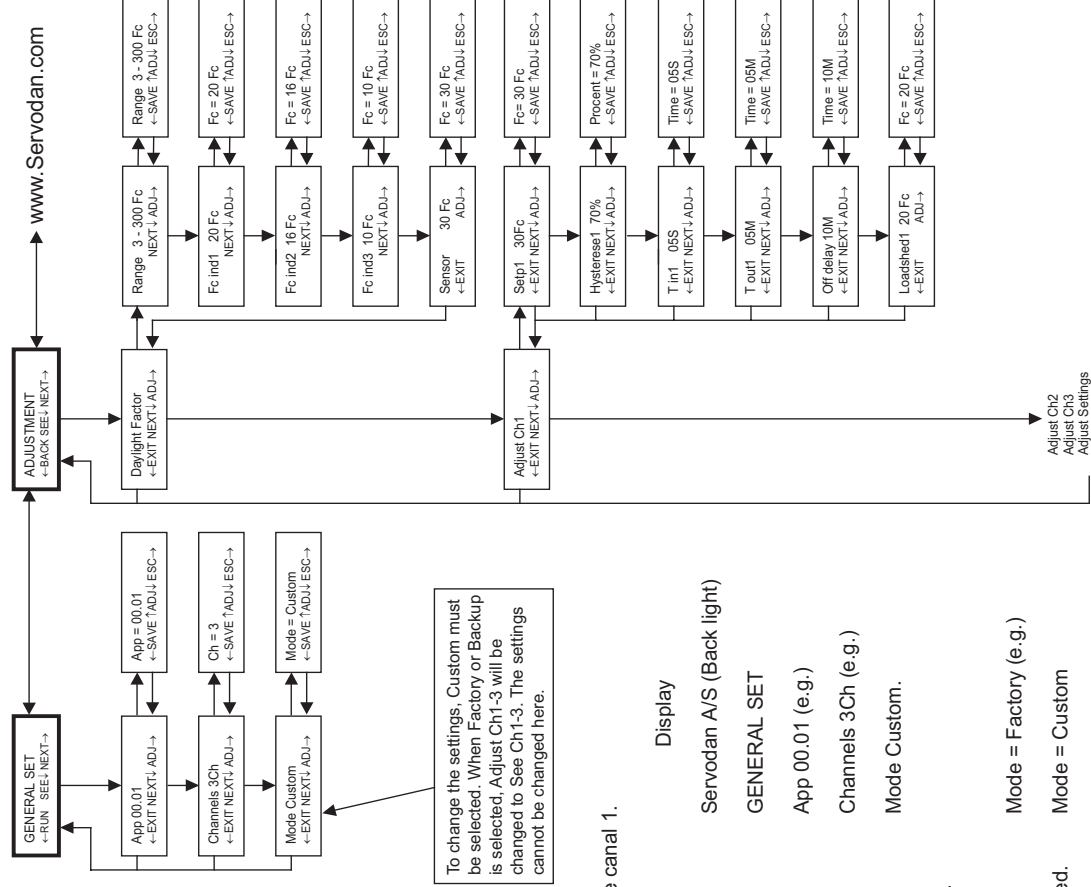 www.Servodan.com
GENERAL SET
←RUN SEE↓ NEXT→
App 00.01
←EXIT NEXT↓ ADJ→
App = 00.01
←SAVE ↑ADJ↓ ESC→
Channels 3Ch
←EXIT NEXT↓ ADJ→
Ch = 3
←SAVE ↑ADJ↓ ESC→
Mode Custom
←EXIT NEXT↓ ADJ→
Mode = Custom
←SAVE ↑ADJ↓ ESC→
To change the settings, Custom must
be selected. When Factory or Backup
is selected, Adjust Ch1-3 will be
changed to See Ch1-3. The settings
cannot be changed here.
ADJUSTMENT
←BACK SEE↓ NEXT→
Daylight Factor
←EXIT NEXT↓ ADJ→
Range 3 - 300 Fc
NEXT↓ ADJ→
Range 3 - 300 Fc
←SAVE ↑ADJ↓ ESC→
Fc ind1 20 Fc
NEXT↓ ADJ→
Fc = 20 Fc
←SAVE ↑ADJ↓ ESC→
Fc ind2 16 Fc
NEXT↓ ADJ→
Fc = 16 Fc
←SAVE ↑ADJ↓ ESC→
Fc ind3 10 Fc
NEXT↓ ADJ→
Fc = 10 Fc
←SAVE ↑ADJ↓ ESC→
Sensor 30 Fc
←EXIT ADJ→
Fc = 30 Fc
←SAVE ↑ADJ↓ ESC→
Adjust Ch1
←EXIT NEXT↓ ADJ→
Setp1 30Fc
←EXIT NEXT↓ ADJ→
Fc= 30 Fc
←SAVE ↑ADJ↓ ESC→
Hysterese1 70%
←EXIT NEXT↓ ADJ→
Procent = 70%
←SAVE ↑ADJ↓ ESC→
T in1 05S
←EXIT NEXT↓ ADJ→
Time = 05S
←SAVE ↑ADJ↓ ESC→
T out1 05M
←EXIT NEXT↓ ADJ→
Time = 05M
←SAVE ↑ADJ↓ ESC→
Off delay 10M
←EXIT NEXT↓ ADJ→
Time = 10M
←SAVE ↑ADJ↓ ESC→
Loadshed1 20 Fc
←EXIT ADJ→
Fc = 20 Fc
←SAVE ↑ADJ↓ ESC→
Adjust Ch2
Adjust Ch3
Adjust Settings
e canal 1.
Display
Servodan A/S (Back light)
GENERAL SET
App 00.01 (e.g.)
Channels 3Ch (e.g.)
Mode Custom.
Mode = Factory (e.g.)
ed.
Mode = Custom